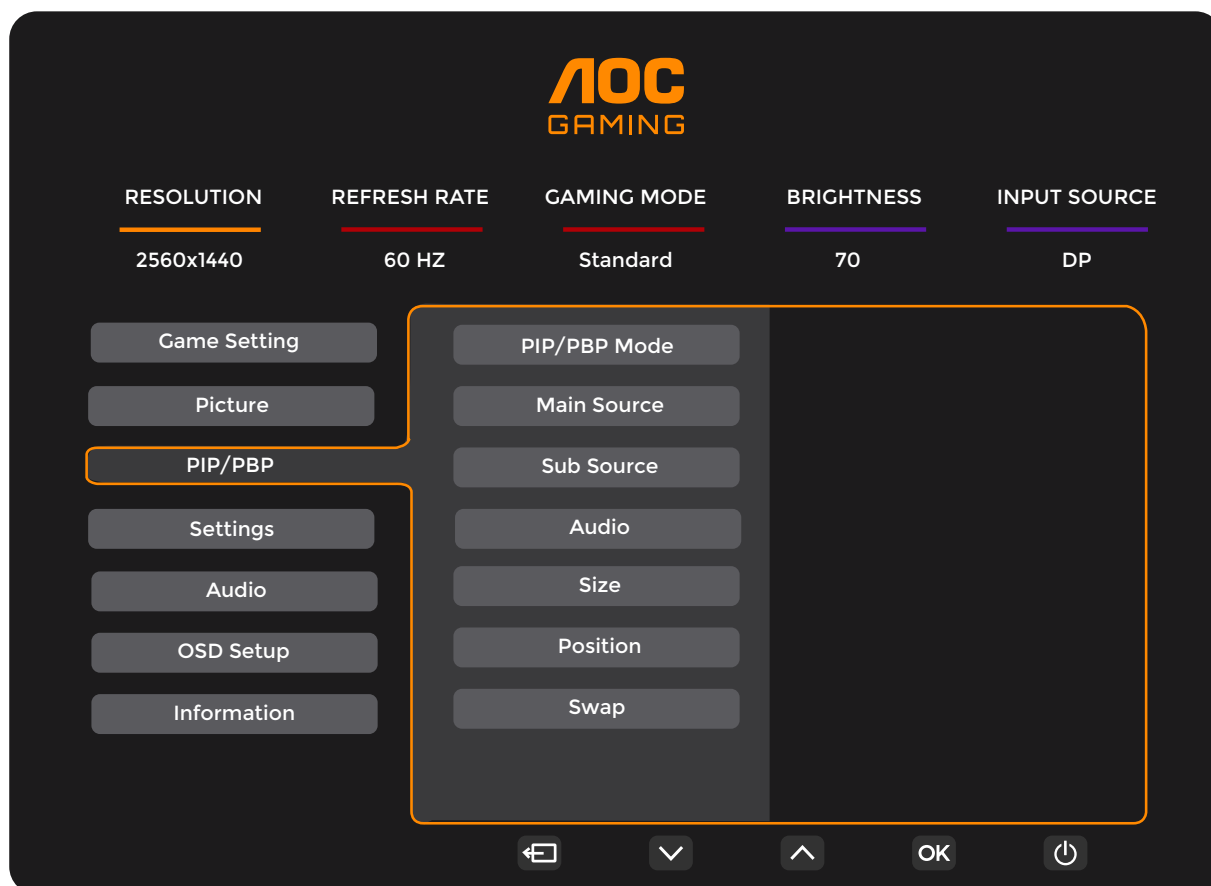 AOC
GAMING
RESOLUTION REFRESH RATE GAMING MODE BRIGHTNESS INPUT SOURCE
2560x1440 60 HZ Standard 70 DP
Game Setting
Picture
PIP/PBP
Settings
Audio
OSD Setup
Information
PIP/PBP Mode
Main Source
Sub Source
Audio
Size
Position
Swap
OK